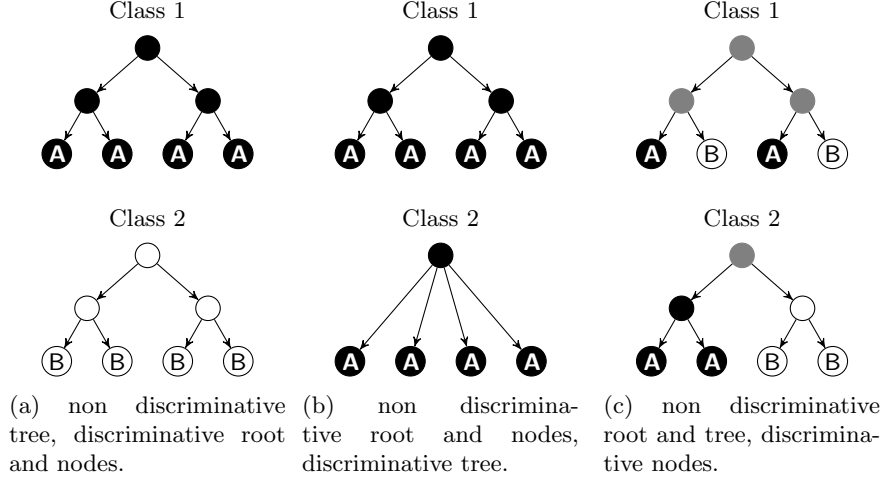 Class 1 Class 1 Class 1
A A A A A A A A A B A B
Class 2 Class 2 Class 2
B B B B A A A A A A B B
(a) non discriminative
tree, discriminative root
and nodes.
(b) non discrimina-
tive root and nodes,
discriminative tree.
(c) non discriminative
root and tree, discrimina-
tive nodes.